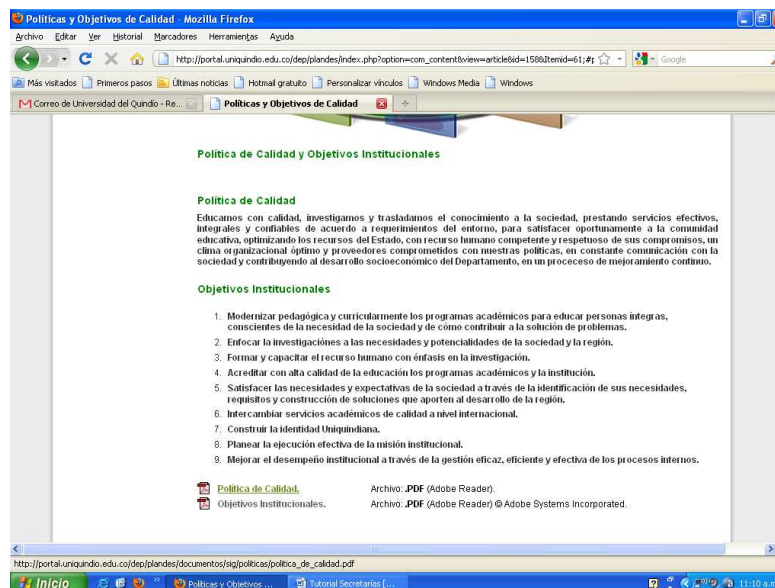 Políticas y Objetivos de Calidad - Mozilla Firefox
Archivo Editar Ver Historial Marcadores Herramientas Ayuda
http://portal.uniquindio.edu.co/dep/plandes/index.php?option=com_content&view=article&id=158&Itemid=61;#
Google
Más visitados Primeros pasos Últimas noticias Hotmail gratuito Personalizar vínculos Windows Media Windows
Correo de Universidad del Quindío - Re... Políticas y Objetivos de Calidad
Política de Calidad y Objetivos Institucionales
Política de Calidad
Educamos con calidad, investigamos y trasladamos el conocimiento a la sociedad, prestando servicios efectivos,
integrales y confiables de acuerdo a requerimientos del entorno, para satisfacer oportunamente a la comunidad
educativa, optimizando los recursos del Estado, con recurso humano competente y respetuoso de sus compromisos, un
clima organizacional óptimo y proveedores comprometidos con nuestras políticas, en constante comunicación con la
sociedad y contribuyendo al desarrollo socioeconómico del Departamento, en un proceceso de mejoramiento continuo.
Objetivos Institucionales
1. Modernizar pedagógica y curricularmente los programas académicos para educar personas íntegras,
conscientes de la necesidad de la sociedad y de cómo contribuir a la solución de problemas.
2. Enfocar la investigaciónes a las necesidades y potencialidades de la sociedad y la región.
3. Formar y capacitar el recurso humano con énfasis en la investigación.
4. Acreditar con alta calidad de la educación los programas académicos y la institución.
5. Satisfacer las necesidades y expectativas de la sociedad a través de la identificación de sus necesidades,
requisitos y construcción de soluciones que aporten al desarrollo de la región.
6. Intercambiar servicios académicos de calidad a nivel internacional.
7. Construir la identidad Uniquindiana.
8. Planear la ejecución efectiva de la misión institucional.
9. Mejorar el desempeño institucional a través de la gestión eficaz, eficiente y efectiva de los procesos internos.
Política de Calidad. Archivo: .PDF (Adobe Reader).
Objetivos Institucionales. Archivo: .PDF (Adobe Reader) © Adobe Systems Incorporated.
http://portal.uniquindio.edu.co/dep/plandes/documentos/sig/politicas/politica_de_calidad.pdf
Inicio Políticas y Objetivos ... Tutorial Secretarías [... 11:10 a.m.